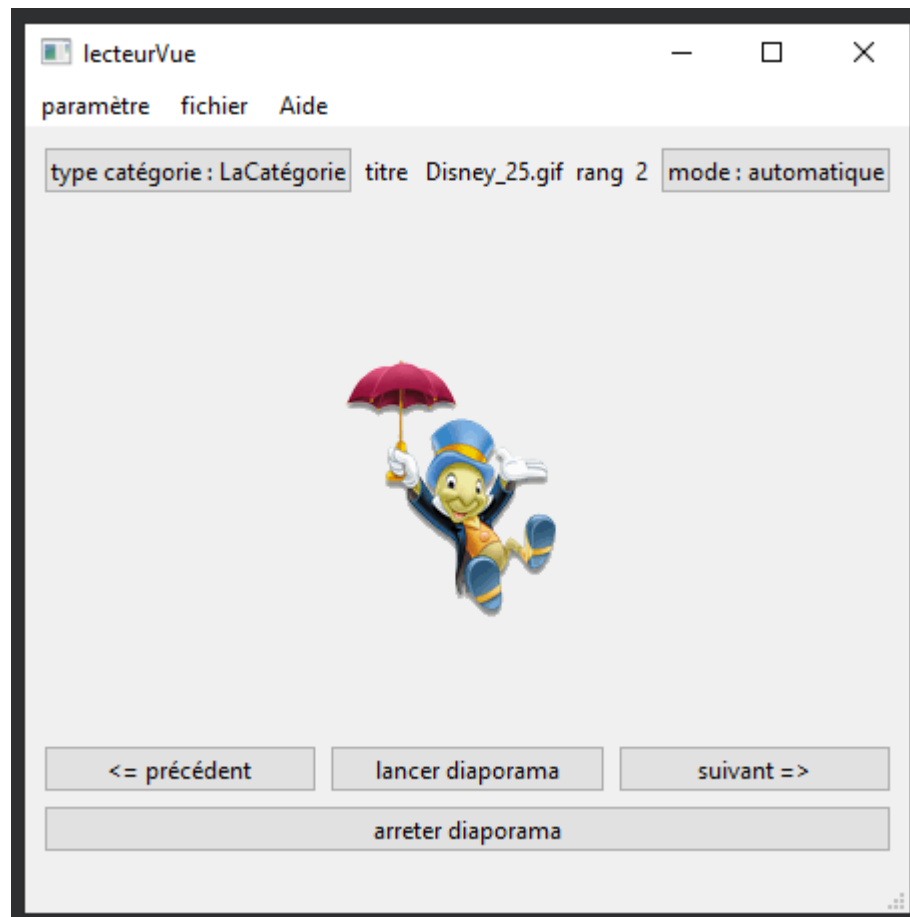 lecteurVue
paramètre fichier Aide
type catégorie : LaCatégorie titre Disney_25.gif rang 2 mode : automatique
<= précédent lancer diaporama suivant =>
arreter diaporama